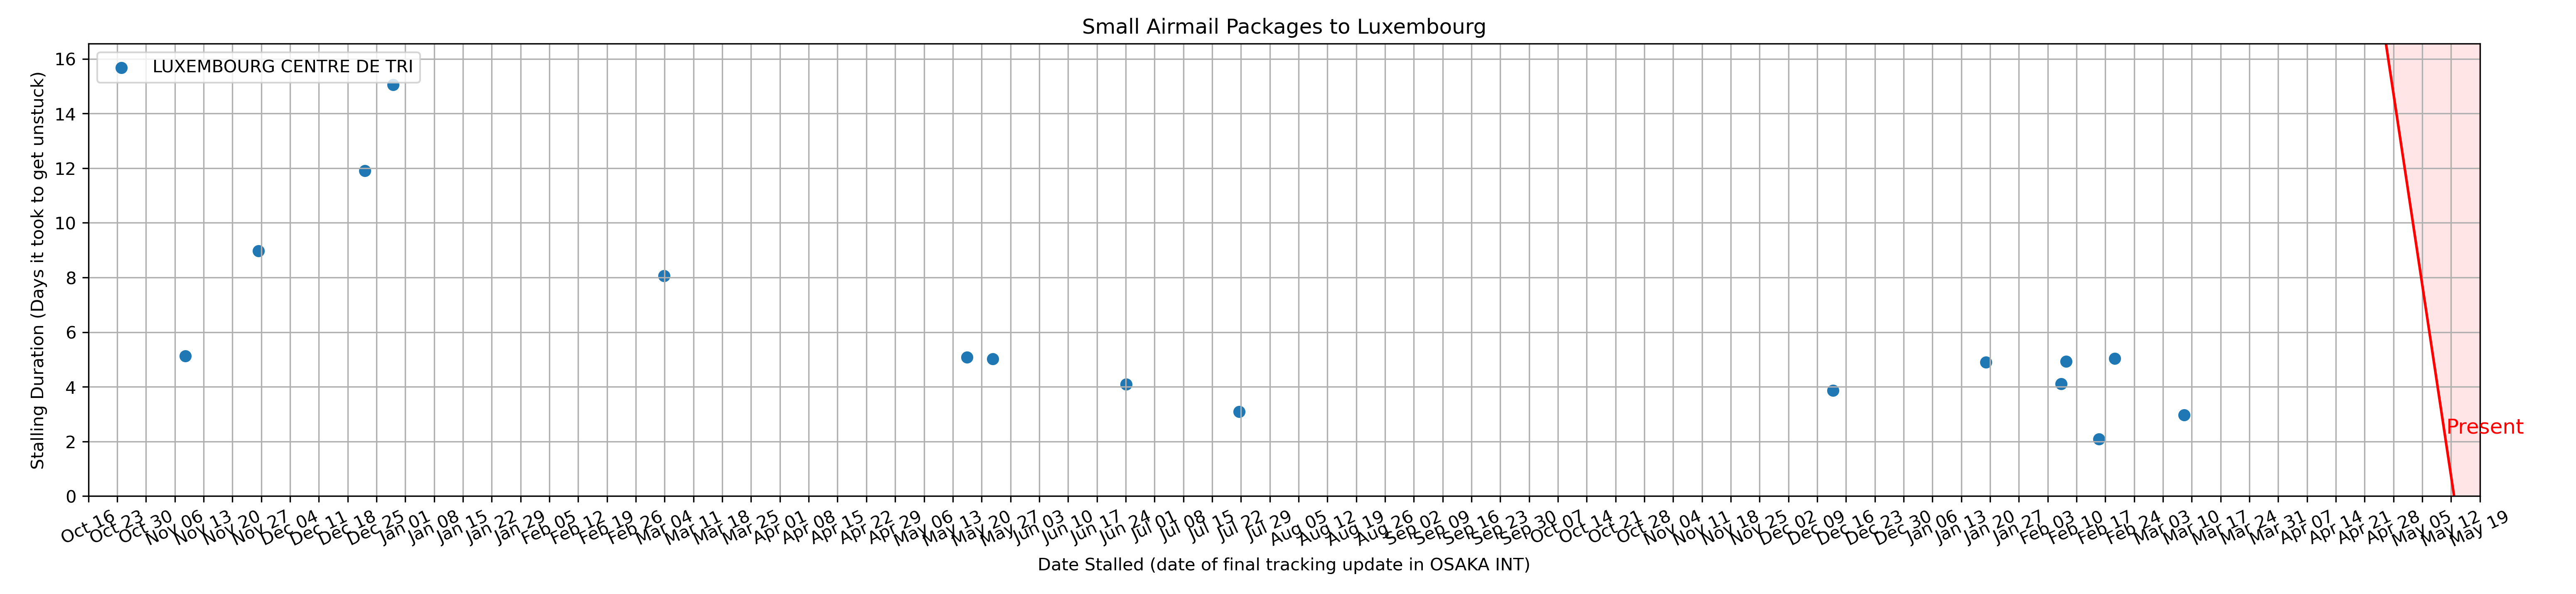 Small Airmail Packages to Luxembourg
LUXEMBOURG CENTRE DE TRI
Stalling Duration (Days it took to get unstuck)
16
14
12
10
8
6
4
2
0
Present
Oct 16
Oct 23
Oct 30
Nov 06
Nov 13
Nov 20
Nov 27
Dec 04
Dec 11
Dec 18
Dec 25
Jan 01
Jan 08
Jan 15
Jan 22
Jan 29
Feb 05
Feb 12
Feb 19
Feb 26
Mar 04
Mar 11
Mar 18
Mar 25
Apr 01
Apr 08
Apr 15
Apr 22
Apr 29
May 06
May 13
May 20
May 27
Jun 03
Jun 10
Jun 17
Jun 24
Jul 01
Jul 08
Jul 15
Jul 22
Jul 29
Aug 05
Aug 12
Aug 19
Aug 26
Sep 02
Sep 09
Sep 16
Sep 23
Sep 30
Oct 07
Oct 14
Oct 21
Oct 28
Nov 04
Nov 11
Nov 18
Nov 25
Dec 02
Dec 09
Dec 16
Dec 23
Dec 30
Jan 06
Jan 13
Jan 20
Jan 27
Feb 03
Feb 10
Feb 17
Feb 24
Mar 03
Mar 10
Mar 17
Mar 24
Mar 31
Apr 07
Apr 14
Apr 21
Apr 28
May 05
May 12
May 19
Date Stalled (date of final tracking update in OSAKA INT)